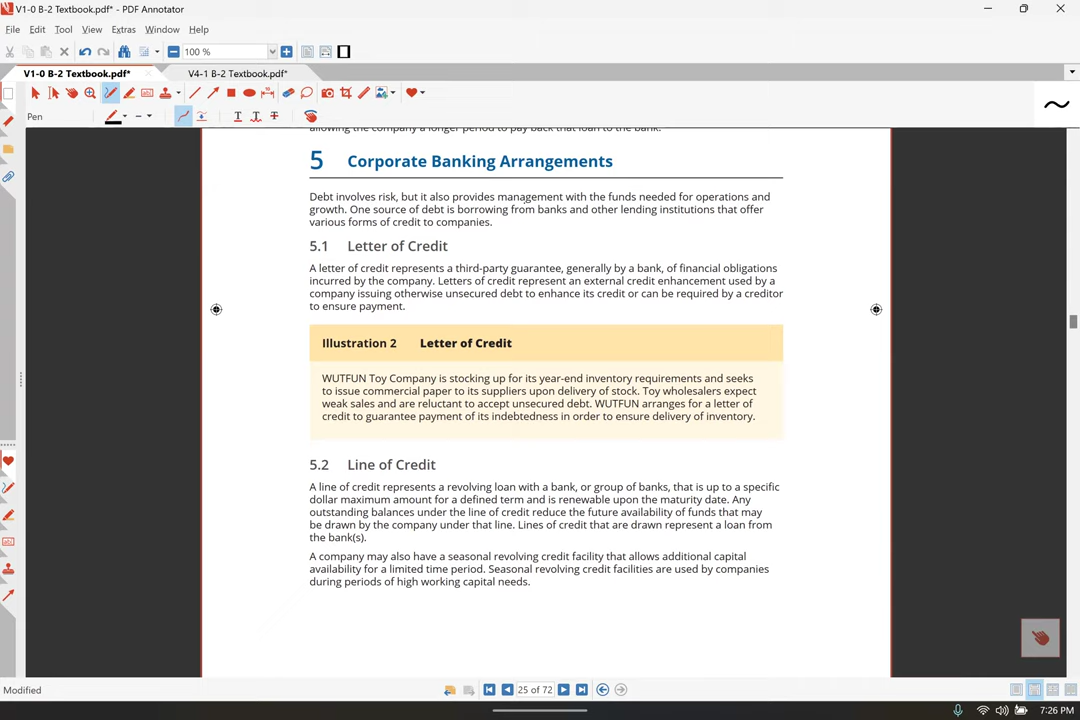 V1-0 B-2 Textbook.pdf* - PDF Annotator
File Edit Tool View Extras Window Help
100 %
V1-0 B-2 Textbook.pdf* V4-1 B-2 Textbook.pdf*
Pen
allowing the company a longer period to pay back that loan to the bank.
5 Corporate Banking Arrangements
Debt involves risk, but it also provides management with the funds needed for operations and
growth. One source of debt is borrowing from banks and other lending institutions that offer
various forms of credit to companies.
5.1 Letter of Credit
A letter of credit represents a third-party guarantee, generally by a bank, of financial obligations
incurred by the company. Letters of credit represent an external credit enhancement used by a
company issuing otherwise unsecured debt to enhance its credit or can be required by a creditor
to ensure payment.
Illustration 2 Letter of Credit
WUTFUN Toy Company is stocking up for its year-end inventory requirements and seeks
to issue commercial paper to its suppliers upon delivery of stock. Toy wholesalers expect
weak sales and are reluctant to accept unsecured debt. WUTFUN arranges for a letter of
credit to guarantee payment of its indebtedness in order to ensure delivery of inventory.
5.2 Line of Credit
A line of credit represents a revolving loan with a bank, or group of banks, that is up to a specific
dollar maximum amount for a defined term and is renewable upon the maturity date. Any
outstanding balances under the line of credit reduce the future availability of funds that may
be drawn by the company under that line. Lines of credit that are drawn represent a loan from
the bank(s).
A company may also have a seasonal revolving credit facility that allows additional capital
availability for a limited time period. Seasonal revolving credit facilities are used by companies
during periods of high working capital needs.
Modified
25 of 72
7:26 PM